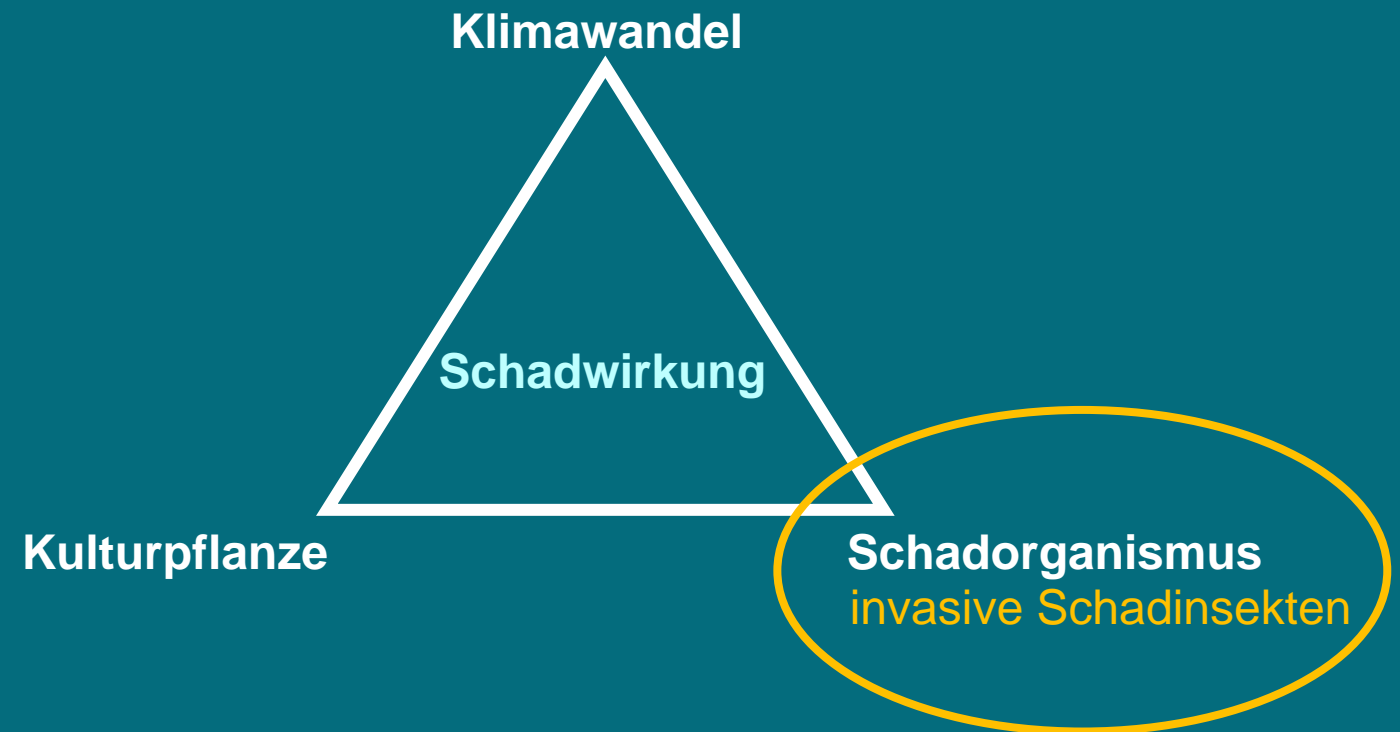 Klimawandel
Schadwirkung
Kulturpflanze
Schadorganismus
invasive Schadinsekten